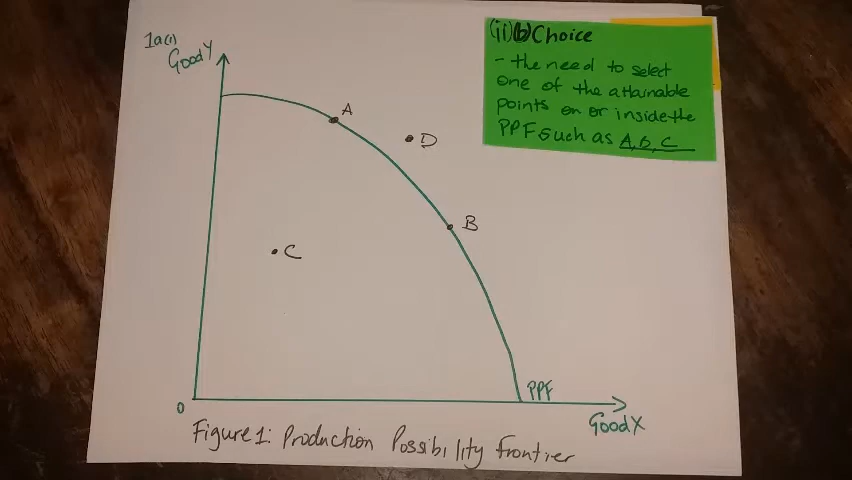 1a(i)
Good Y
(ii)(b) Choice
- the need to select
one of the attainable
points on or inside the
PPF such as A, B, C
A
D
B
C
PPF
0
Good X
Figure 1: Production Possibility Frontier